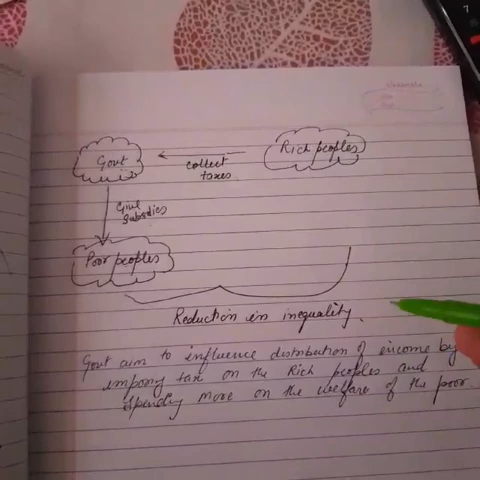 classmate
Govt
collect
taxes
Rich peoples
Give
Subsidies
Poor peoples
Reduction in inequality.
Govt aim to influence distribution of income by
imposing tax on the Rich peoples and
spending more on the welfare of the poor